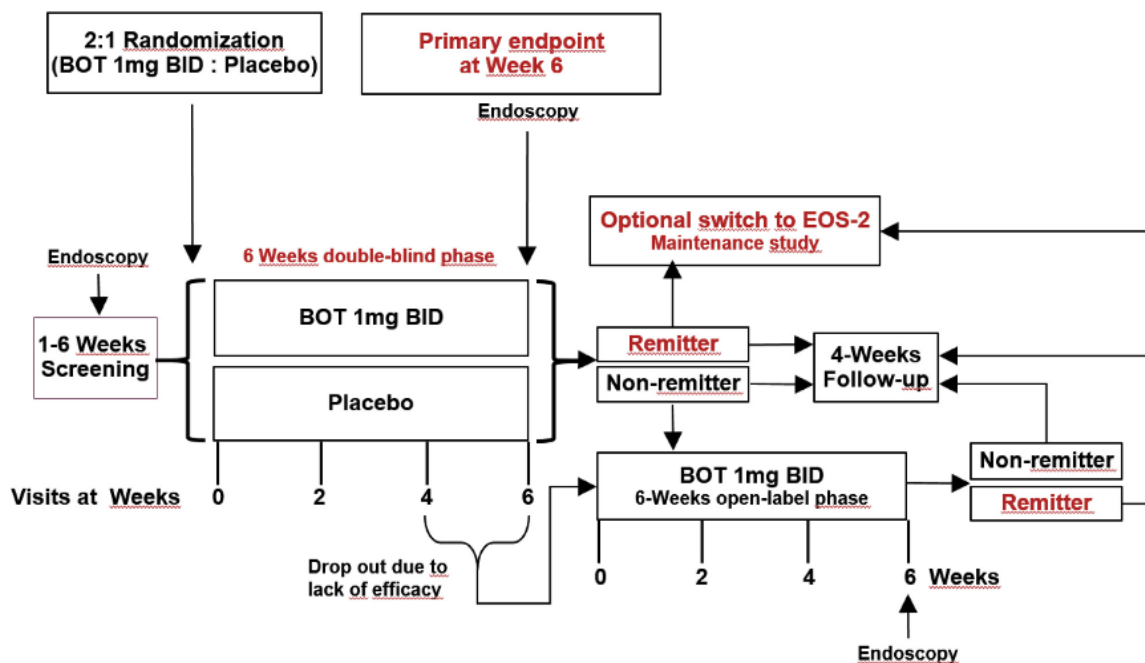 2:1 Randomization
(BOT 1mg BID : Placebo)
Primary endpoint
at Week 6
Endoscopy
Optional switch to EOS-2
Maintenance study
Endoscopy
6 Weeks double-blind phase
1-6 Weeks
Screening
BOT 1mg BID
Placebo
Remitter
Non-remitter
4-Weeks
Follow-up
Visits at Weeks
0
2
4
6
Drop out due to
lack of efficacy
BOT 1mg BID
6-Weeks open-label phase
Non-remitter
Remitter
0
2
4
6
Weeks
Endoscopy